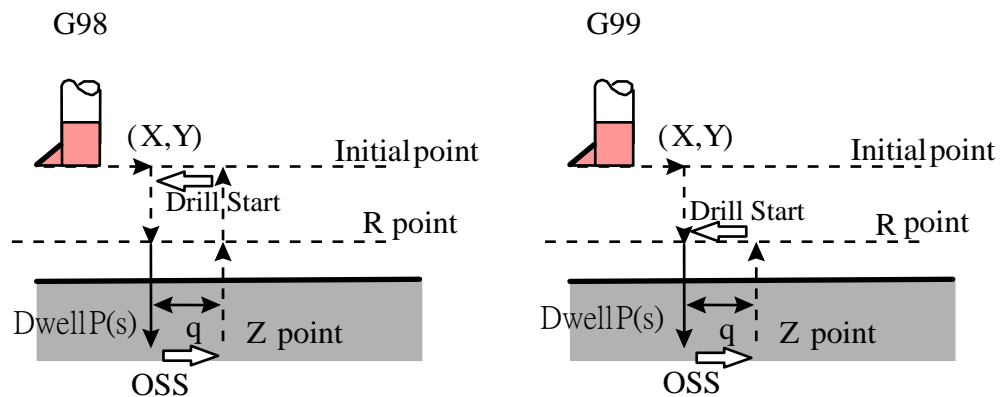 G98
(X,Y)
Initial point
Drill Start
R point
Dwell P(s)
q
Z point
OSS
G99
(X,Y)
Initial point
Drill Start
R point
Dwell P(s)
q
Z point
OSS